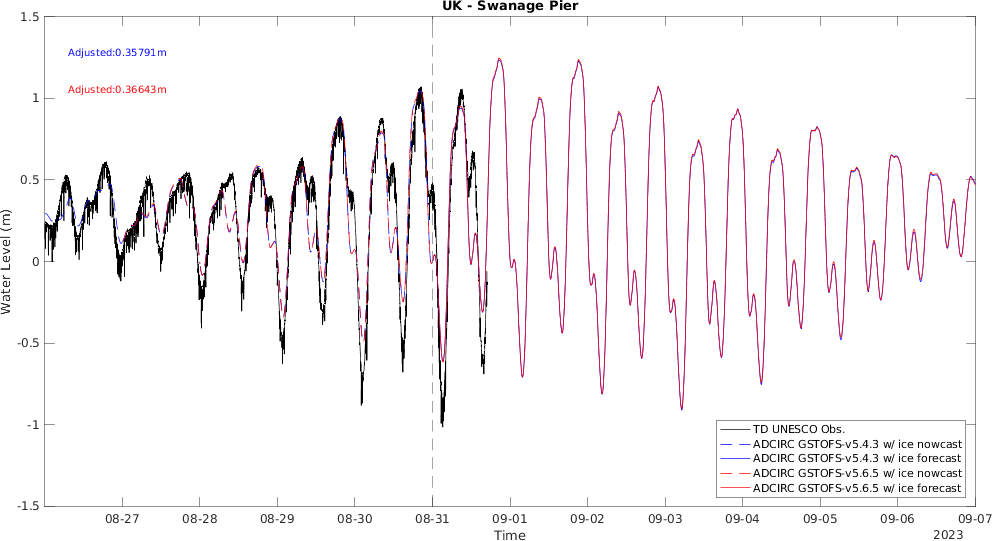 UK - Swanage Pier
1.5
1
0.5
0
-0.5
-1
-1.5
Water Level (m)
Adjusted:0.35791m
Adjusted:0.36643m
TD UNESCO Obs.
ADCIRC GSTOFS-v5.4.3 w/ ice nowcast
ADCIRC GSTOFS-v5.4.3 w/ ice forecast
ADCIRC GSTOFS-v5.6.5 w/ ice nowcast
ADCIRC GSTOFS-v5.6.5 w/ ice forecast
08-27 08-28 08-29 08-30 08-31 09-01 09-02 09-03 09-04 09-05 09-06 09-07
Time
2023